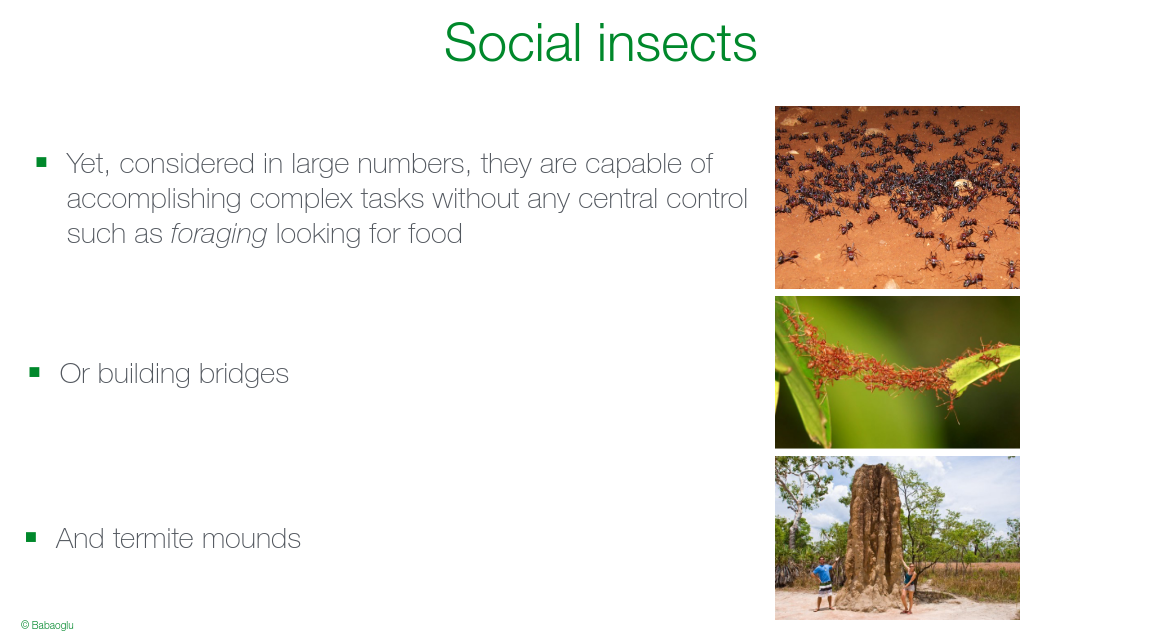 Social insects
Yet, considered in large numbers, they are capable of
accomplishing complex tasks without any central control
such as foraging looking for food
Or building bridges
And termite mounds
© Babaoglu